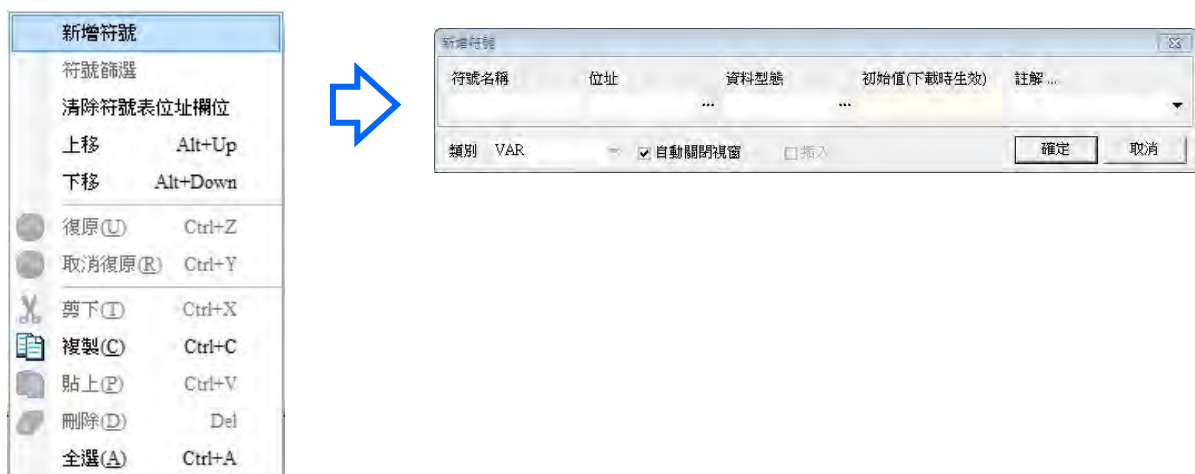 新增符號
符號篩選
清除符號表位址欄位
上移 Alt+Up
下移 Alt+Down
復原(U) Ctrl+Z
取消復原(R) Ctrl+Y
剪下(T) Ctrl+X
複製(C) Ctrl+C
貼上(P) Ctrl+V
刪除(D) Del
全選(A) Ctrl+A
新增符號
符號名稱 位址 資料型態 初始值(下載時生效) 註解 ...
... ...
類別 VAR 自動關閉視窗 插入 確定 取消